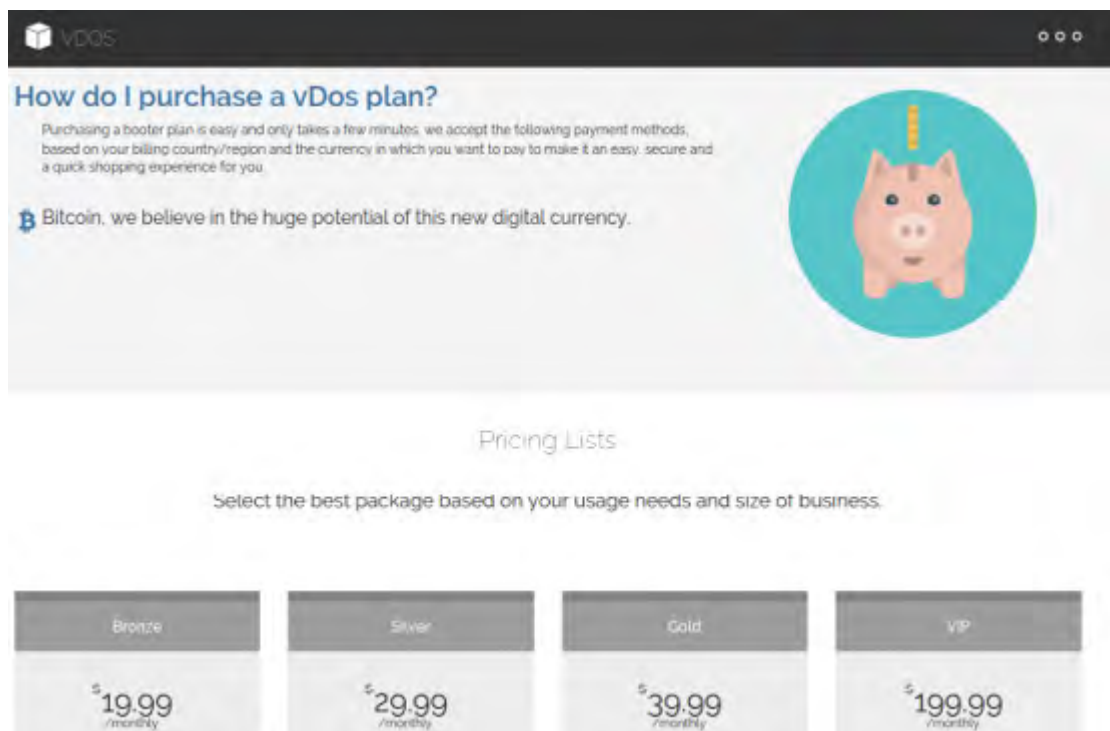 VDOS
How do I purchase a vDos plan?
Purchasing a booter plan is easy and only takes a few minutes, we accept the following payment methods,
based on your billing country/region and the currency in which you want to pay to make it an easy, secure and
a quick shopping experience for you.
Bitcoin, we believe in the huge potential of this new digital currency.
Pricing Lists
Select the best package based on your usage needs and size of business.
Bronze Silver Gold VIP
$19.99 $29.99 $39.99 $199.99
/monthly /monthly /monthly /monthly